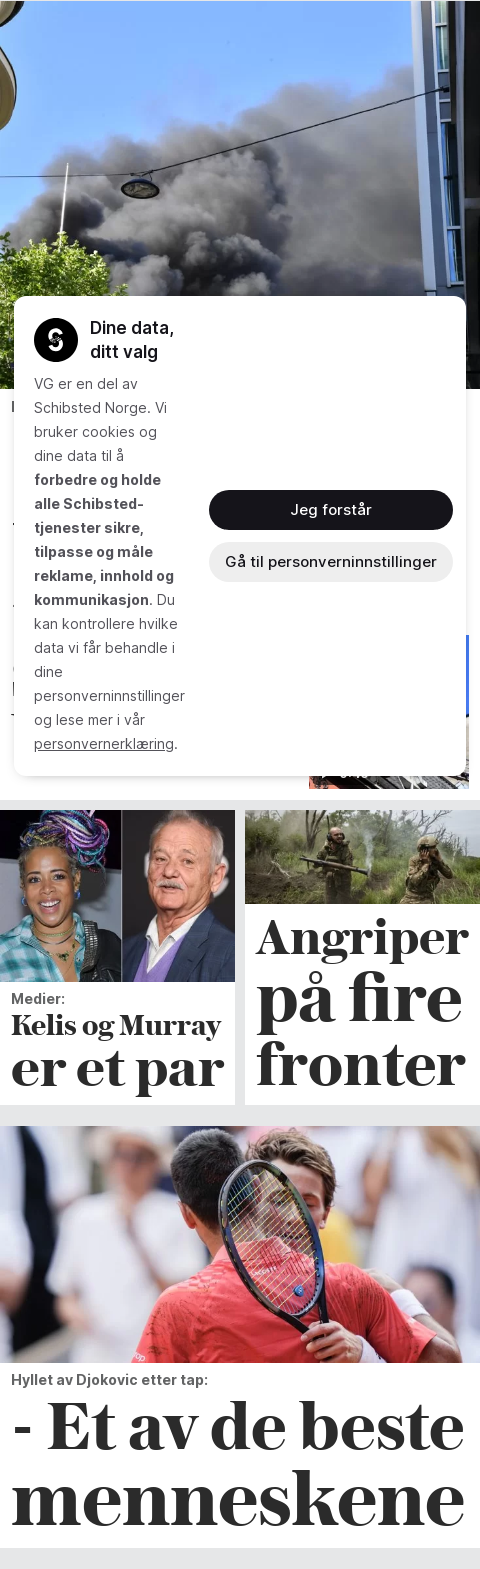 Dine data,
ditt valg
VG er en del av
Schibsted Norge. Vi
bruker cookies og
dine data til å
forbedre og holde
alle Schibsted-
tjenester sikre,
tilpasse og måle
reklame, innhold og
kommunikasjon. Du
kan kontrollere hvilke
data vi får behandle i
dine
personverninnstillinger
og lese mer i vår
personvernerklæring.
Jeg forstår
Gå til personverninnstillinger
Medier:
Kelis og Murray
er et par
Angriper
på fire
fronter
Hyllet av Djokovic etter tap:
- Et av de beste
menneskene